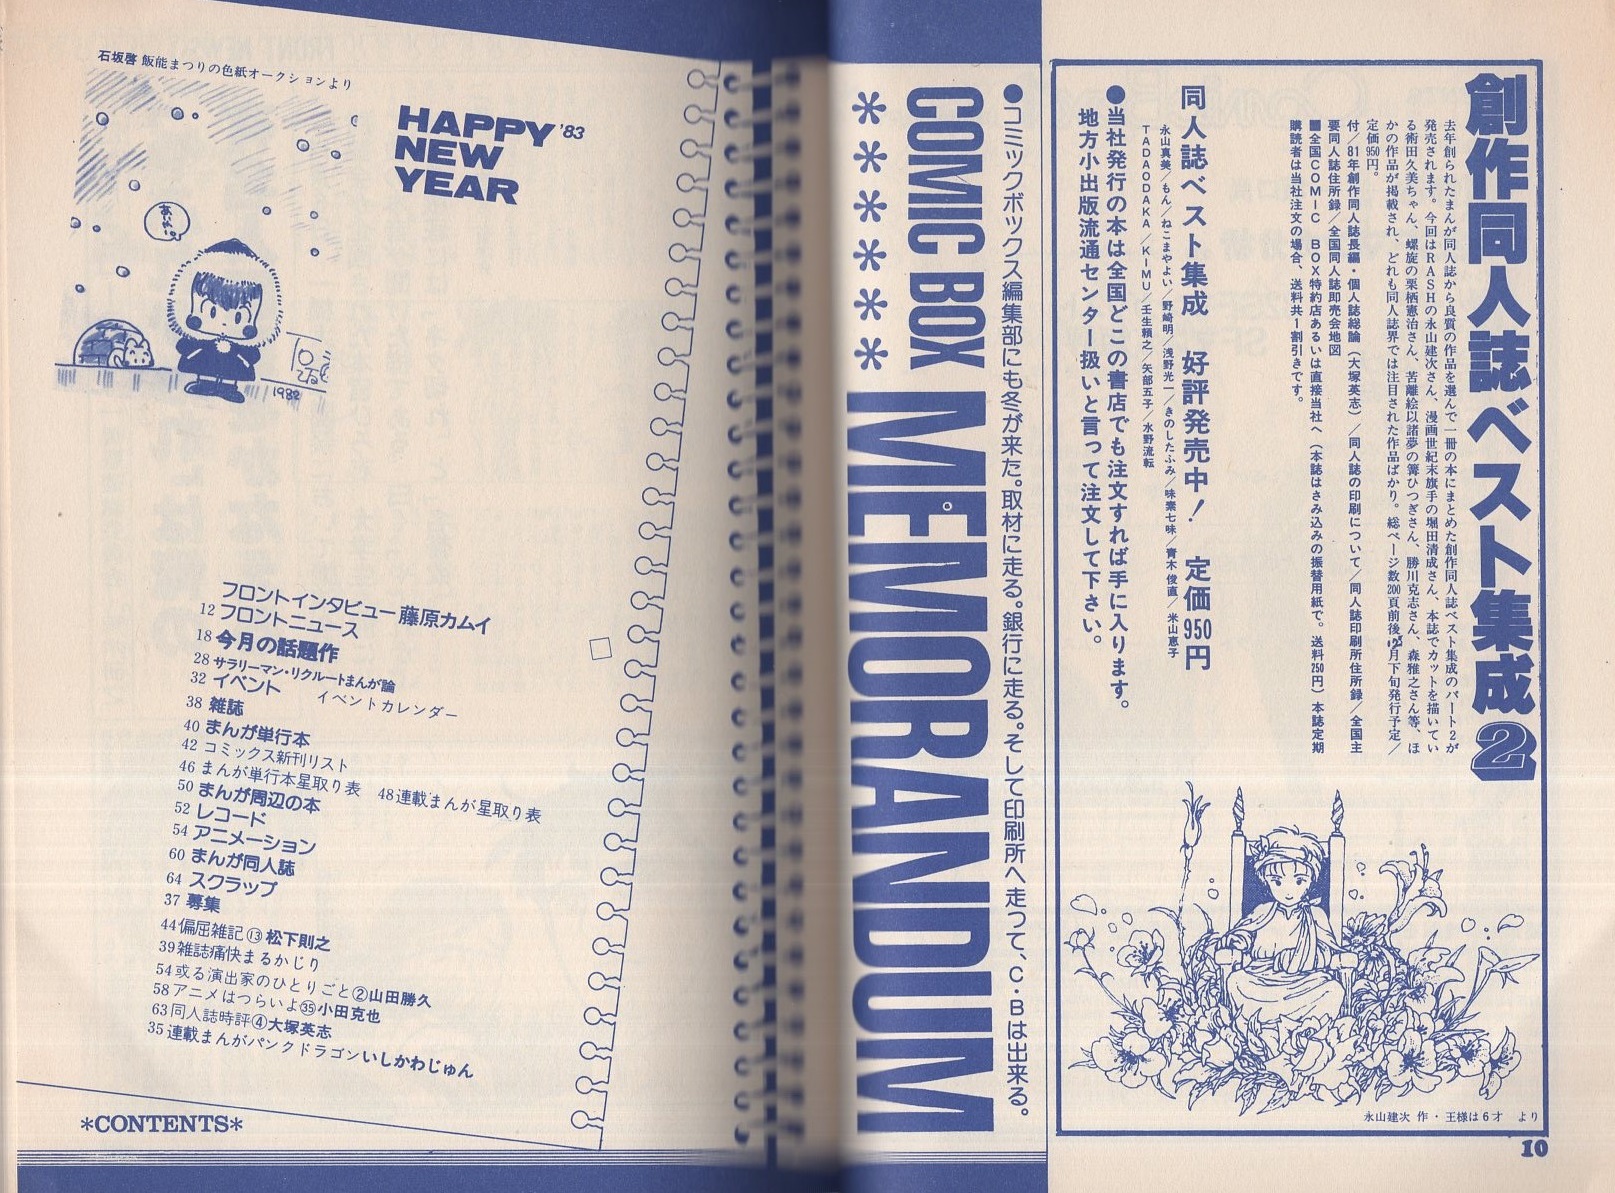 創作同人誌ベスト集成2
去年創られたまんが同人誌から良質の作品を選んで一冊の本にまとめた創作同人誌ベスト集成のパート2が
発売されます。今回はRASHの永山建次さん、漫画世紀末旗手の堀田清成さん、本誌でカットを描いてい
る術田久美ちゃん、螺旋の栗栖憲治さん、苦離絵以諸夢の篝ひつぎさん、勝川克志さん、森雅之さん等、ほ
かの作品が掲載され、どれも同人誌界では注目された作品ばかり。総ページ数200頁前後、2月下旬発行予定/
定価950円。
付/81年創作同人誌長編・個人誌総論(大塚英志)/同人誌の印刷について/同人誌印刷所住所録/全国主
要同人誌住所録/全国同人誌即売会地図
■全国COMIC BOX特約店あるいは直接当社へ(本誌はさみ込みの振替用紙で。送料250円)本誌定期
購読者は当社注文の場合、送料共1割引きです。
同人誌ベスト集成 好評発売中! 定価950円
永山真美/もん/ねこまやよい/野崎明/浅野光一/きのしたふみ/味素七味/青木俊直/米山恵子
TADAODAKA/KIMU/壬生頼之/矢部五子/水野流転
●当社発行の本は全国どこの書店でも注文すれば手に入ります。
地方小出版流通センター扱いと言って注文して下さい。
永山建次 作・王様は6才 より
10
●コミックボックス編集部にも冬が来た。取材に走る。銀行に走る。そして印刷所へ走って、C・Bは出来る。
COMIC BOX MEMORANDUM
******
石坂啓 飯能まつりの色紙オークションより
HAPPY '83
NEW
YEAR
1982
フロントインタビュー 藤原カムイ
12 フロントニュース
18 今月の話題作
28 サラリーマン・リクルートまんが論
32 イベント イベントカレンダー
38 雑誌
40 まんが単行本
42 コミックス新刊リスト
46 まんが単行本星取り表 48 連載まんが星取り表
50 まんが周辺の本
52 レコード
54 アニメーション
60 まんが同人誌
64 スクラップ
37 募集
44 偏屈雑記⑬松下則之
39 雑誌痛快まるかじり
54 或る演出家のひとりごと②山田勝久
58 アニメはつらいよ㉟小田克也
63 同人誌時評④大塚英志
35 連載まんがパンクドラゴンいしかわじゅん
*CONTENTS*